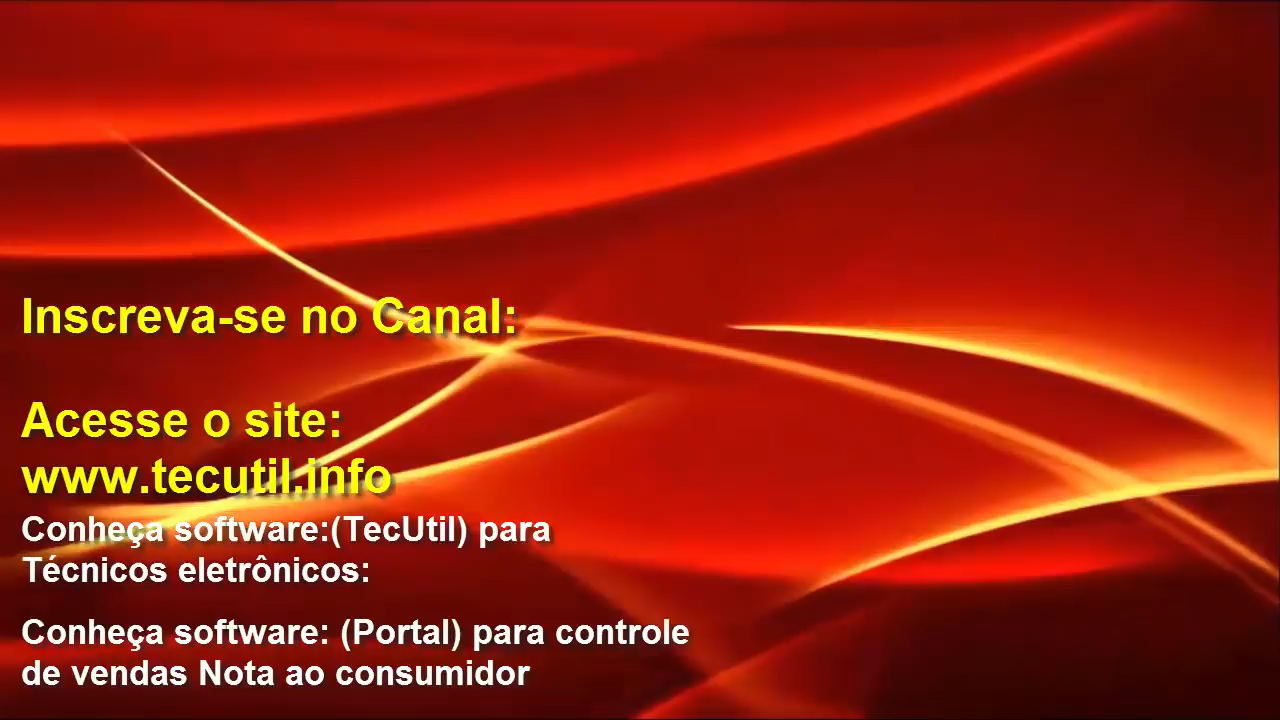 Inscreva-se no Canal:
Acesse o site:
www.tecutil.info
Conheça software:(TecUtil) para
Técnicos eletrônicos:
Conheça software: (Portal) para controle
de vendas Nota ao consumidor